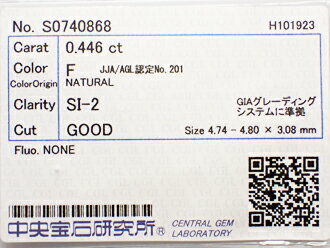 No. S0740868 H101923
Carat 0.446 ct
Color F JJA/AGL認定No.201
ColorOrigin NATURAL
Clarity SI-2 GIAグレーディング
システムに準拠
Cut GOOD Size 4.74 - 4.80 × 3.08 mm
Fluo. NONE
中央宝石研究所® CENTRAL GEM
LABORATORY